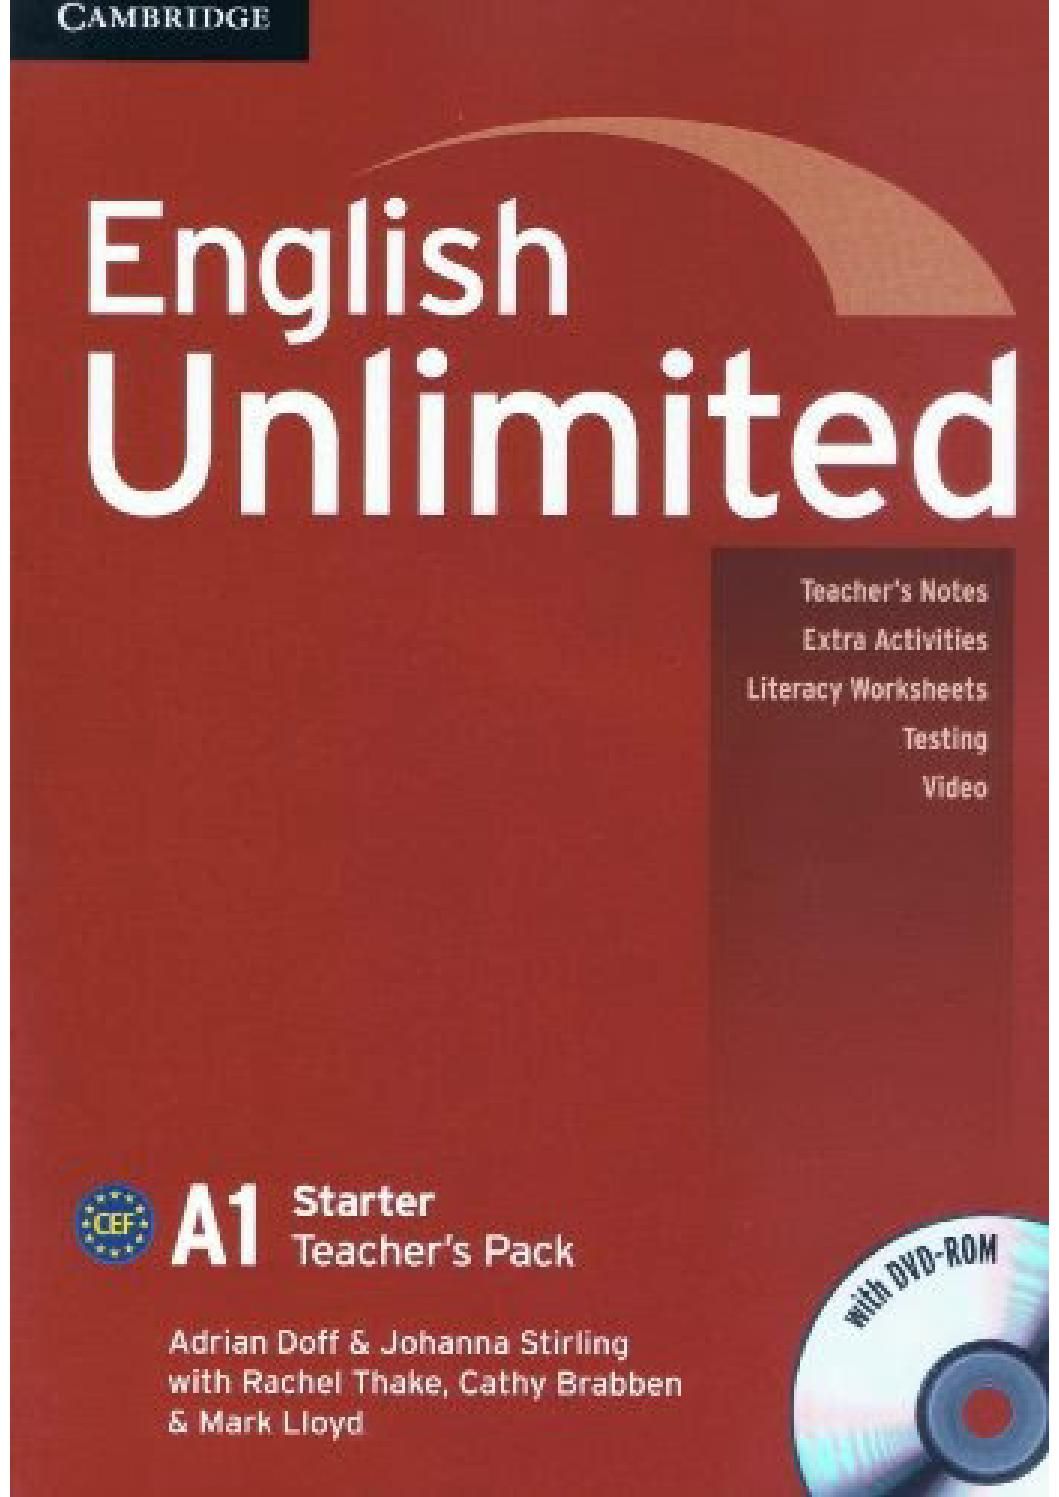 CAMBRIDGE
English
Unlimited
Teacher's Notes
Extra Activities
Literacy Worksheets
Testing
Video
CEF
A1
Starter
Teacher's Pack
with DVD-ROM
Adrian Doff & Johanna Stirling
with Rachel Thake, Cathy Brabben
& Mark Lloyd